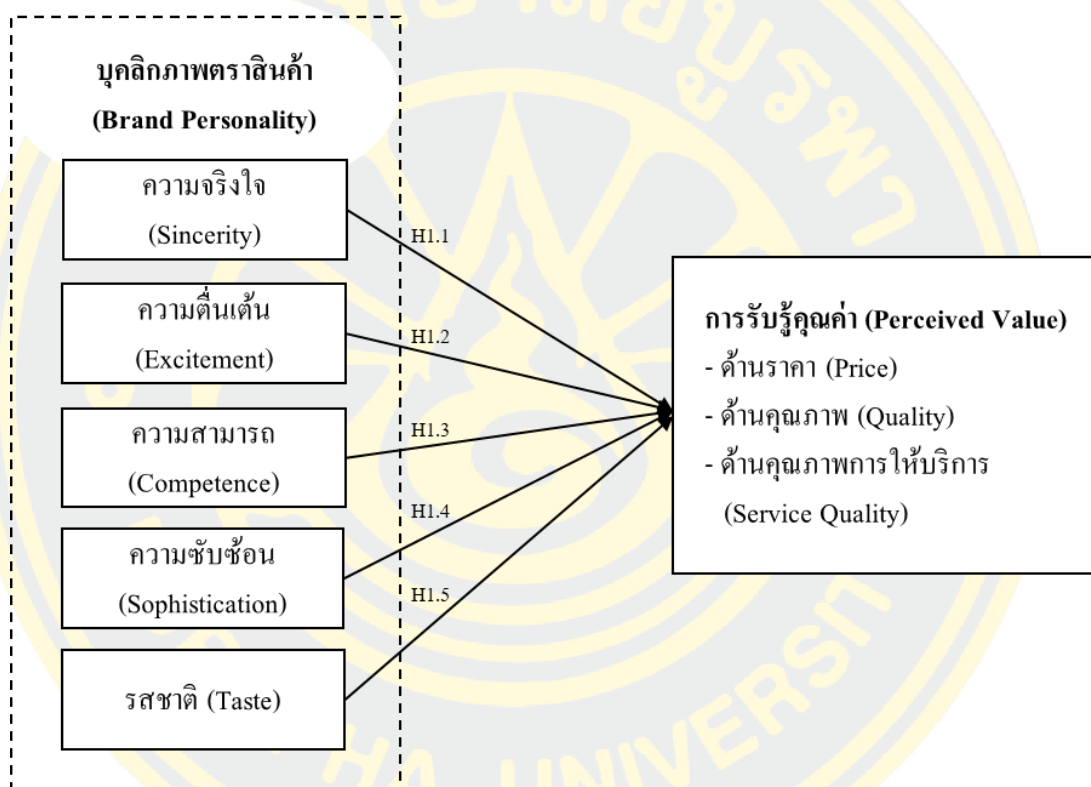 บุคลิกภาพตราสินค้า
(Brand Personality)
ความจริงใจ
(Sincerity)
ความตื่นเต้น
(Excitement)
ความสามารถ
(Competence)
ความซับซ้อน
(Sophistication)
รสชาติ (Taste)
H1.1
H1.2
H1.3
H1.4
H1.5
การรับรู้คุณค่า (Perceived Value)
- ด้านราคา (Price)
- ด้านคุณภาพ (Quality)
- ด้านคุณภาพการให้บริการ
(Service Quality)
บูรพา
HA UNIVERSIT